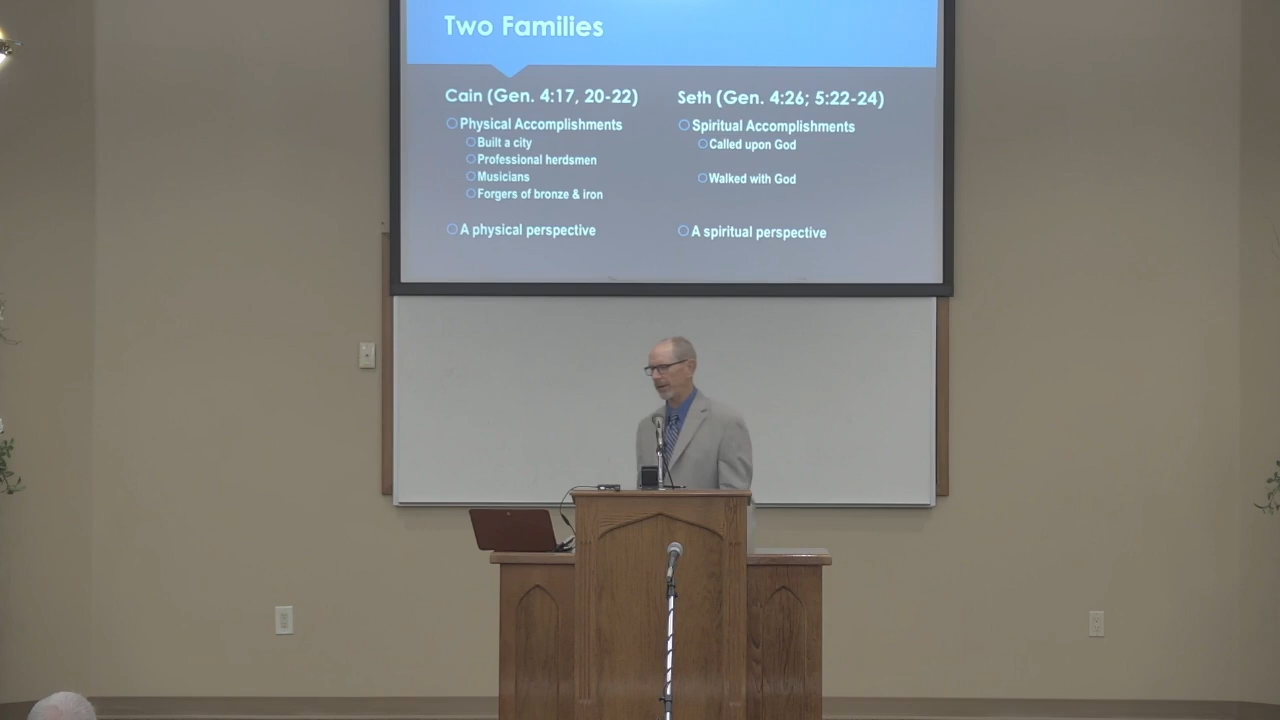 Two Families
Cain (Gen. 4:17, 20-22)
Physical Accomplishments
Built a city
Professional herdsmen
Musicians
Forgers of bronze & iron
A physical perspective
Seth (Gen. 4:26; 5:22-24)
Spiritual Accomplishments
Called upon God
Walked with God
A spiritual perspective